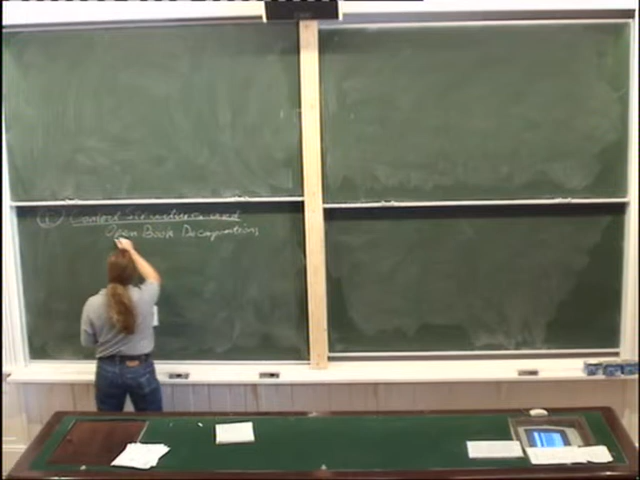 ① Contact Structures and
Open Book Decompositions